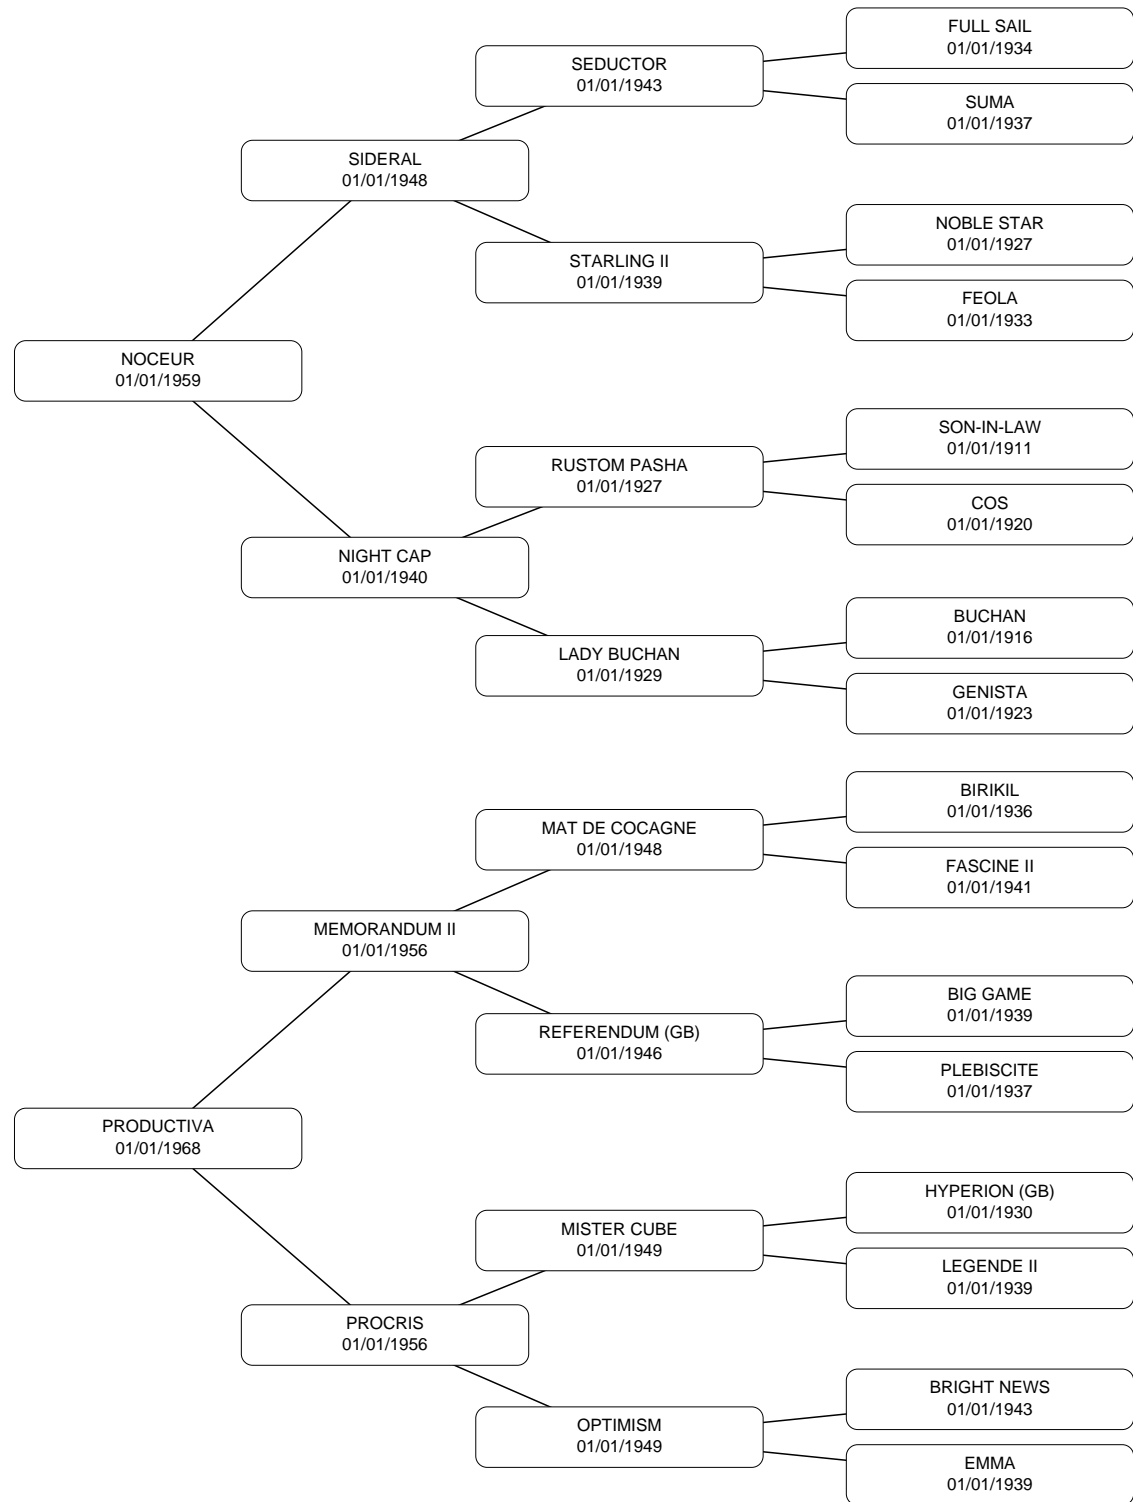 FULL SAIL
01/01/1934
SEDUCTOR
01/01/1943
SUMA
01/01/1937
SIDERAL
01/01/1948
NOBLE STAR
01/01/1927
STARLING II
01/01/1939
FEOLA
01/01/1933
NOCEUR
01/01/1959
SON-IN-LAW
01/01/1911
RUSTOM PASHA
01/01/1927
COS
01/01/1920
NIGHT CAP
01/01/1940
BUCHAN
01/01/1916
LADY BUCHAN
01/01/1929
GENISTA
01/01/1923
BIRIKIL
01/01/1936
MAT DE COCAGNE
01/01/1948
FASCINE II
01/01/1941
MEMORANDUM II
01/01/1956
BIG GAME
01/01/1939
REFERENDUM (GB)
01/01/1946
PLEBISCITE
01/01/1937
PRODUCTIVA
01/01/1968
HYPERION (GB)
01/01/1930
MISTER CUBE
01/01/1949
LEGENDE II
01/01/1939
PROCRIS
01/01/1956
BRIGHT NEWS
01/01/1943
OPTIMISM
01/01/1949
EMMA
01/01/1939